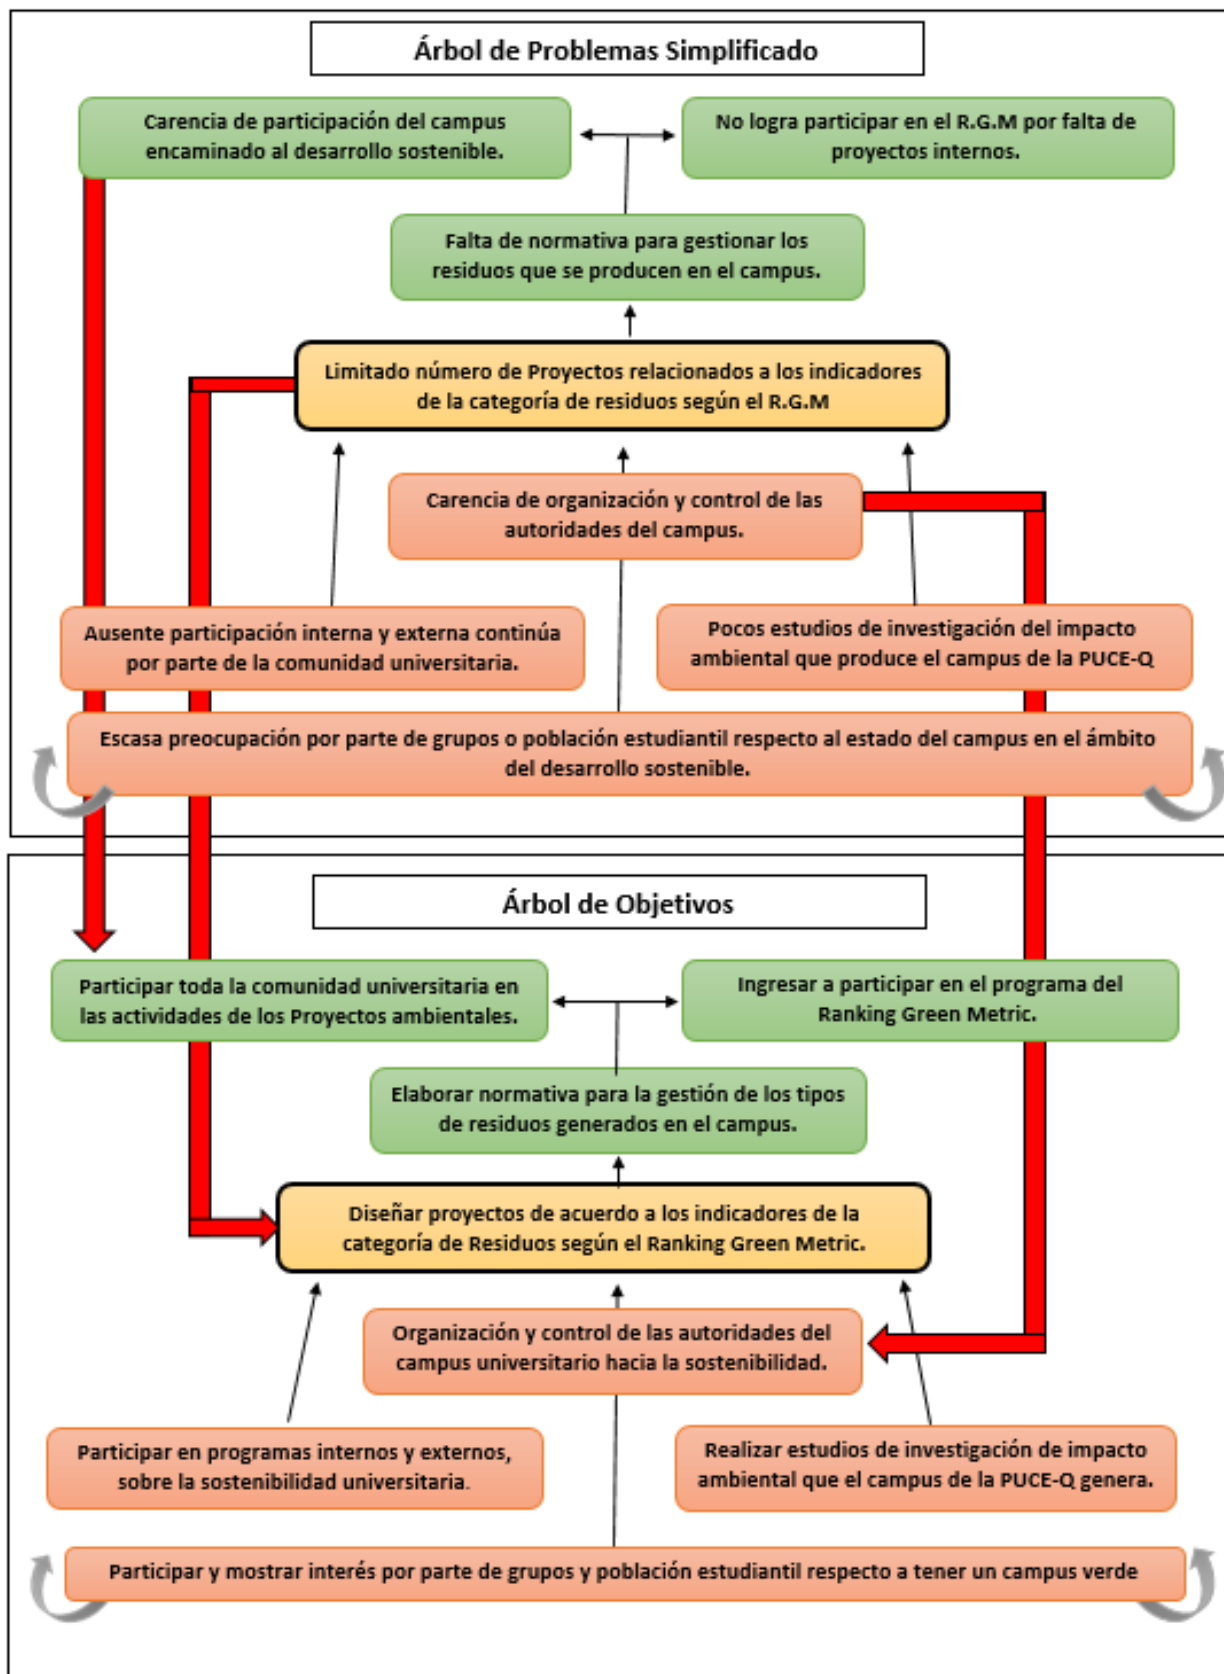 Árbol de Problemas Simplificado
Carencia de participación del campus
encaminado al desarrollo sostenible.
No logra participar en el R.G.M por falta de
proyectos internos.
Falta de normativa para gestionar los
residuos que se producen en el campus.
Limitado número de Proyectos relacionados a los indicadores
de la categoría de residuos según el R.G.M
Carencia de organización y control de las
autoridades del campus.
Ausente participación interna y externa continúa
por parte de la comunidad universitaria.
Pocos estudios de investigación del impacto
ambiental que produce el campus de la PUCE-Q
Escasa preocupación por parte de grupos o población estudiantil respecto al estado del campus en el ámbito
del desarrollo sostenible.
Árbol de Objetivos
Participar toda la comunidad universitaria en
las actividades de los Proyectos ambientales.
Ingresar a participar en el programa del
Ranking Green Metric.
Elaborar normativa para la gestión de los tipos
de residuos generados en el campus.
Diseñar proyectos de acuerdo a los indicadores de la
categoría de Residuos según el Ranking Green Metric.
Organización y control de las autoridades del
campus universitario hacia la sostenibilidad.
Participar en programas internos y externos,
sobre la sostenibilidad universitaria.
Realizar estudios de investigación de impacto
ambiental que el campus de la PUCE-Q genera.
Participar y mostrar interés por parte de grupos y población estudiantil respecto a tener un campus verde